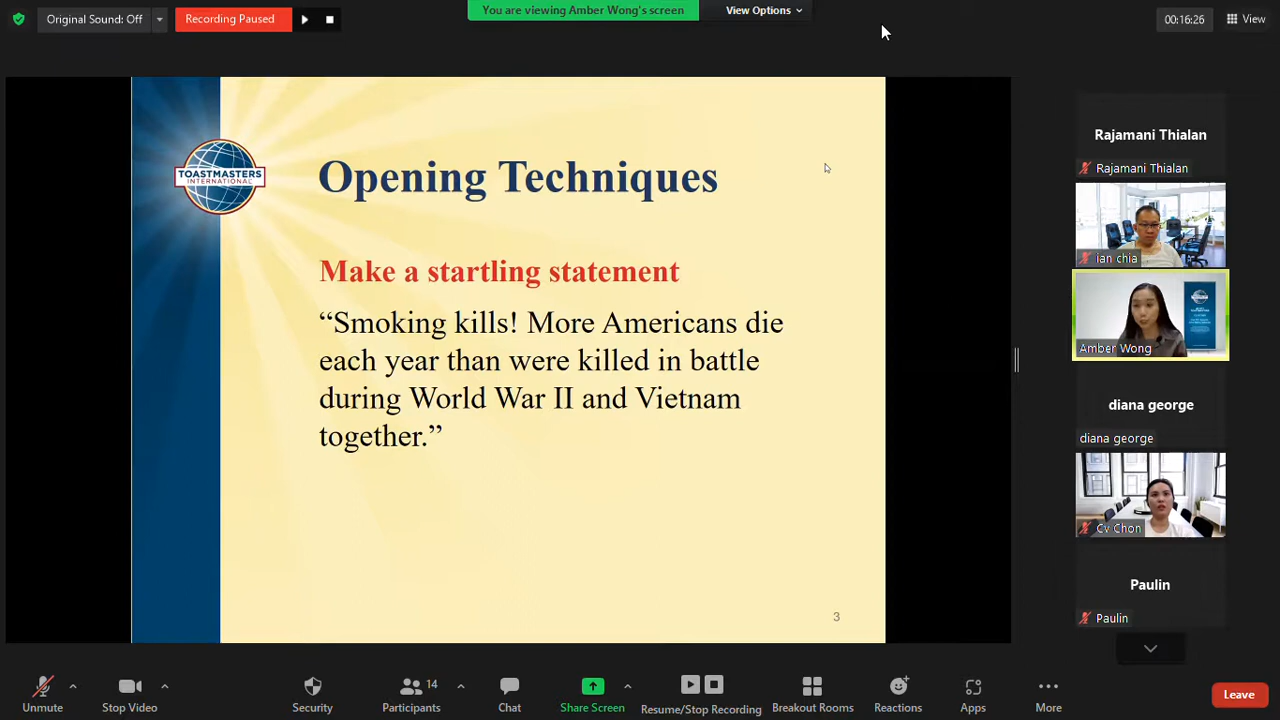 Original Sound: Off
Recording Paused
You are viewing Amber Wong's screen
View Options
00:16:26
View
TOASTMASTERS
INTERNATIONAL
Opening Techniques
Make a startling statement
“Smoking kills! More Americans die
each year than were killed in battle
during World War II and Vietnam
together.”
3
Rajamani Thialan
Rajamani Thialan
ian chia
Amber Wong
diana george
diana george
Cv Chon
Paulin
Paulin
Unmute
Stop Video
Security
14
Participants
Chat
Share Screen
Resume/Stop Recording
Breakout Rooms
Reactions
Apps
More
Leave